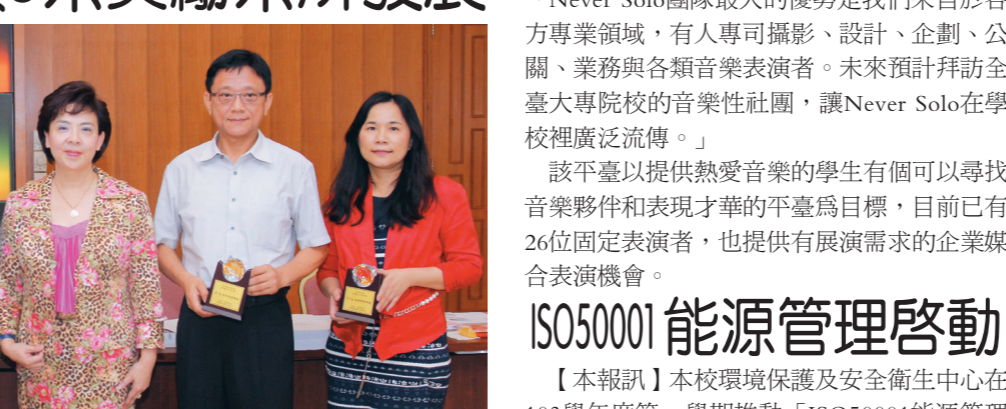 「Never Solo團隊最大的優勢是我們來自於各
方專業領域，有人專司攝影、設計、企劃、公
關、業務與各類音樂表演者。未來預計拜訪全
臺大專院校的音樂性社團，讓Never Solo在學
校裡廣泛流傳。」
該平臺以提供熱愛音樂的學生有個可以尋找
音樂夥伴和表現才華的平臺為目標，目前已有
26位固定表演者，也提供有展演需求的企業媒
合表演機會。
ISO50001能源管理啓動
【本報訊】本校環境保護及安全衛生中心在